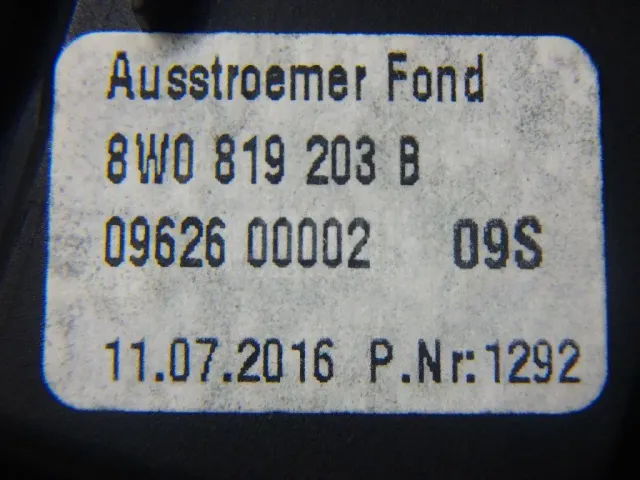 Ausstroemer Fond
8W0 819 203 B
09626 00002 09S
11.07.2016 P.Nr:1292